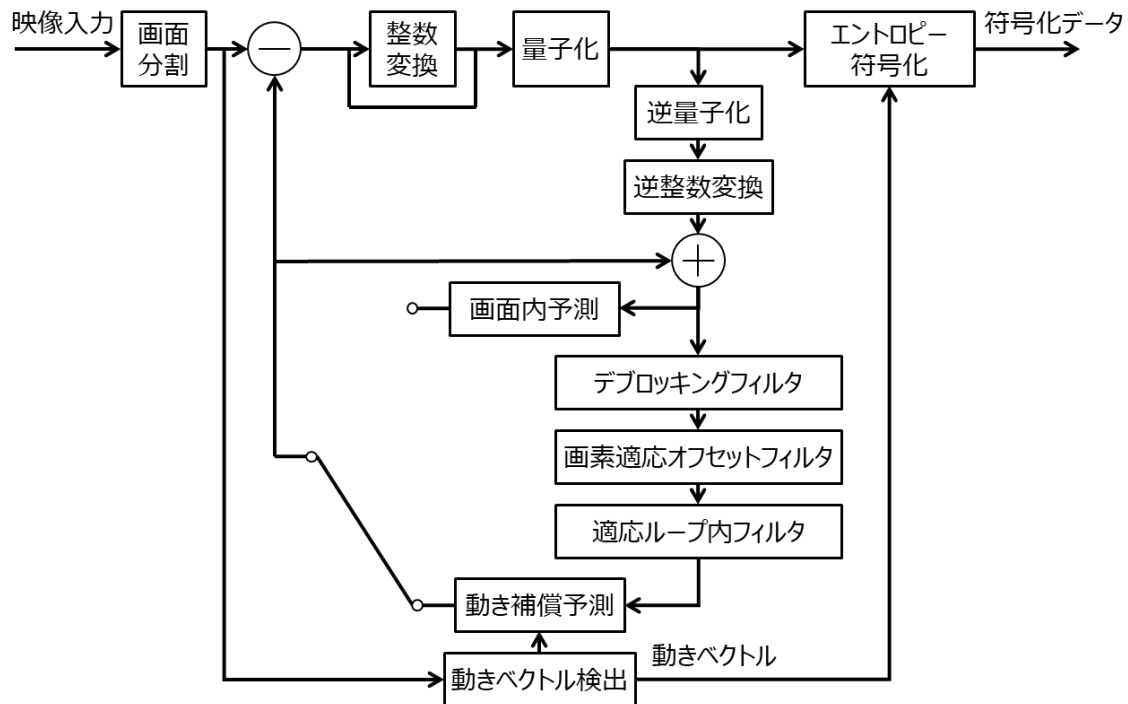 映像入力
画面
分割
整数
変換
量子化
エントロピー
符号化
符号化データ
逆量子化
逆整数変換
画面内予測
デブロッキングフィルタ
画素適応オフセットフィルタ
適応ループ内フィルタ
動き補償予測
動きベクトル検出
動きベクトル